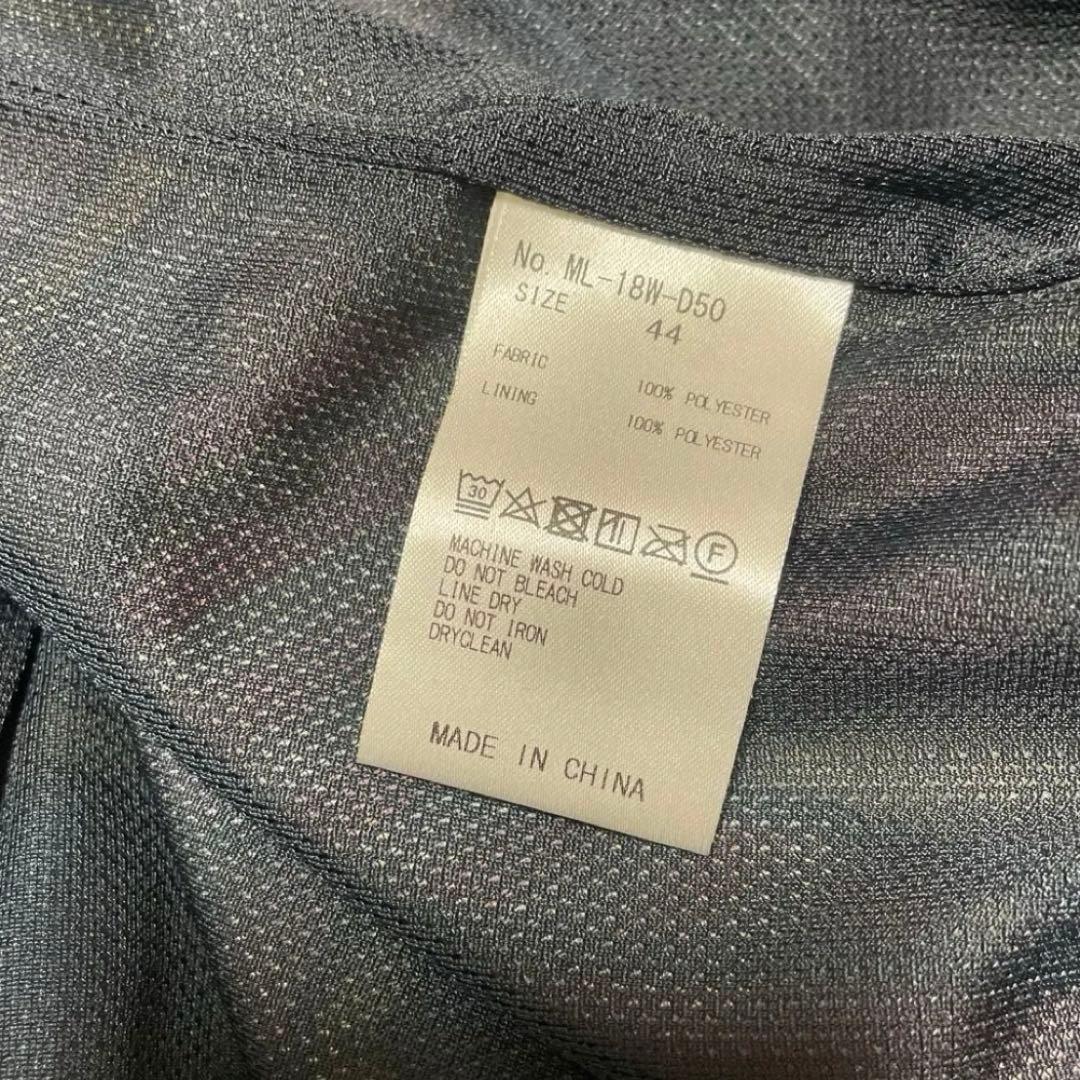 No. ML-18W-D50
SIZE 44
FABRIC 100% POLYESTER
LINING 100% POLYESTER
30 F
MACHINE WASH COLD
DO NOT BLEACH
LINE DRY
DO NOT IRON
DRYCLEAN
MADE IN CHINA